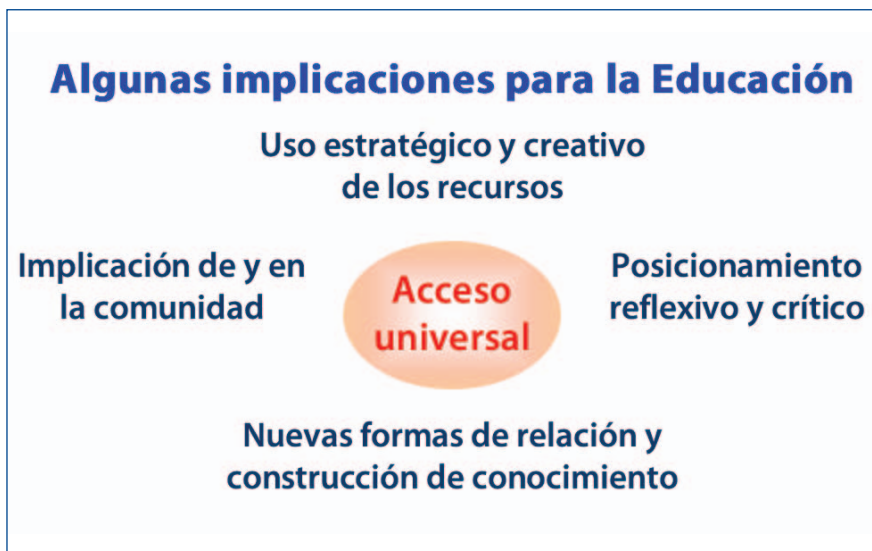 Algunas implicaciones para la Educación
Uso estratégico y creativo
de los recursos
Implicación de y en
la comunidad
Acceso
universal
Posicionamiento
reflexivo y crítico
Nuevas formas de relación y
construcción de conocimiento